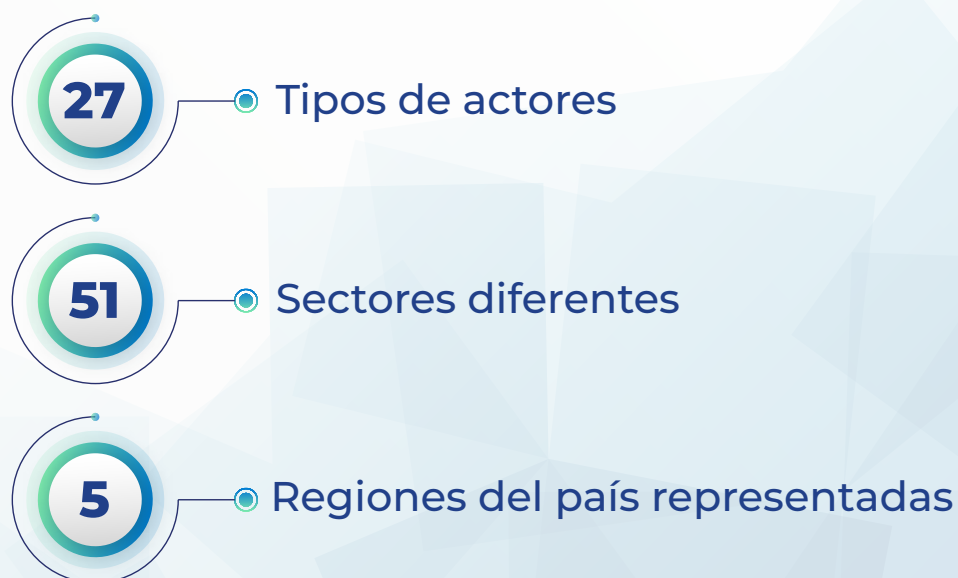 27
Tipos de actores
51
Sectores diferentes
5
Regiones del país representadas